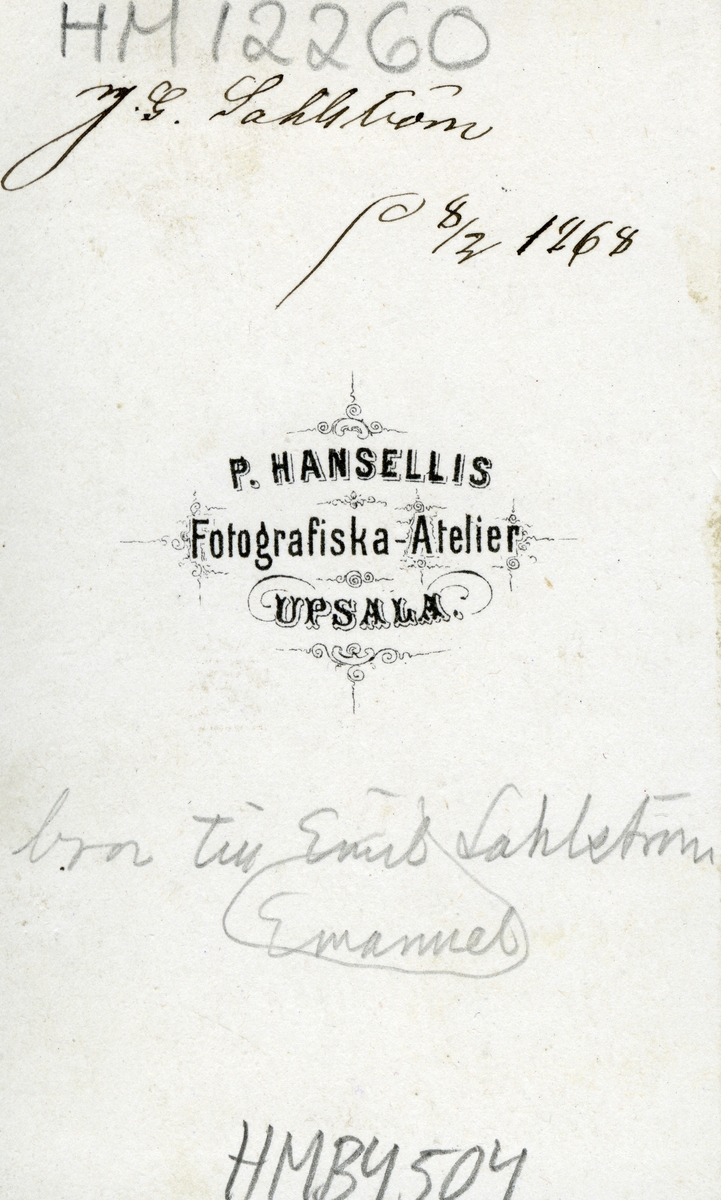 HM 12260
G. Sahlström
8/2 1868
P. HANSELLIS
Fotografiska-Atelier
UPSALA.
bror till Emil Sahlström
Emanuel
HMBY504